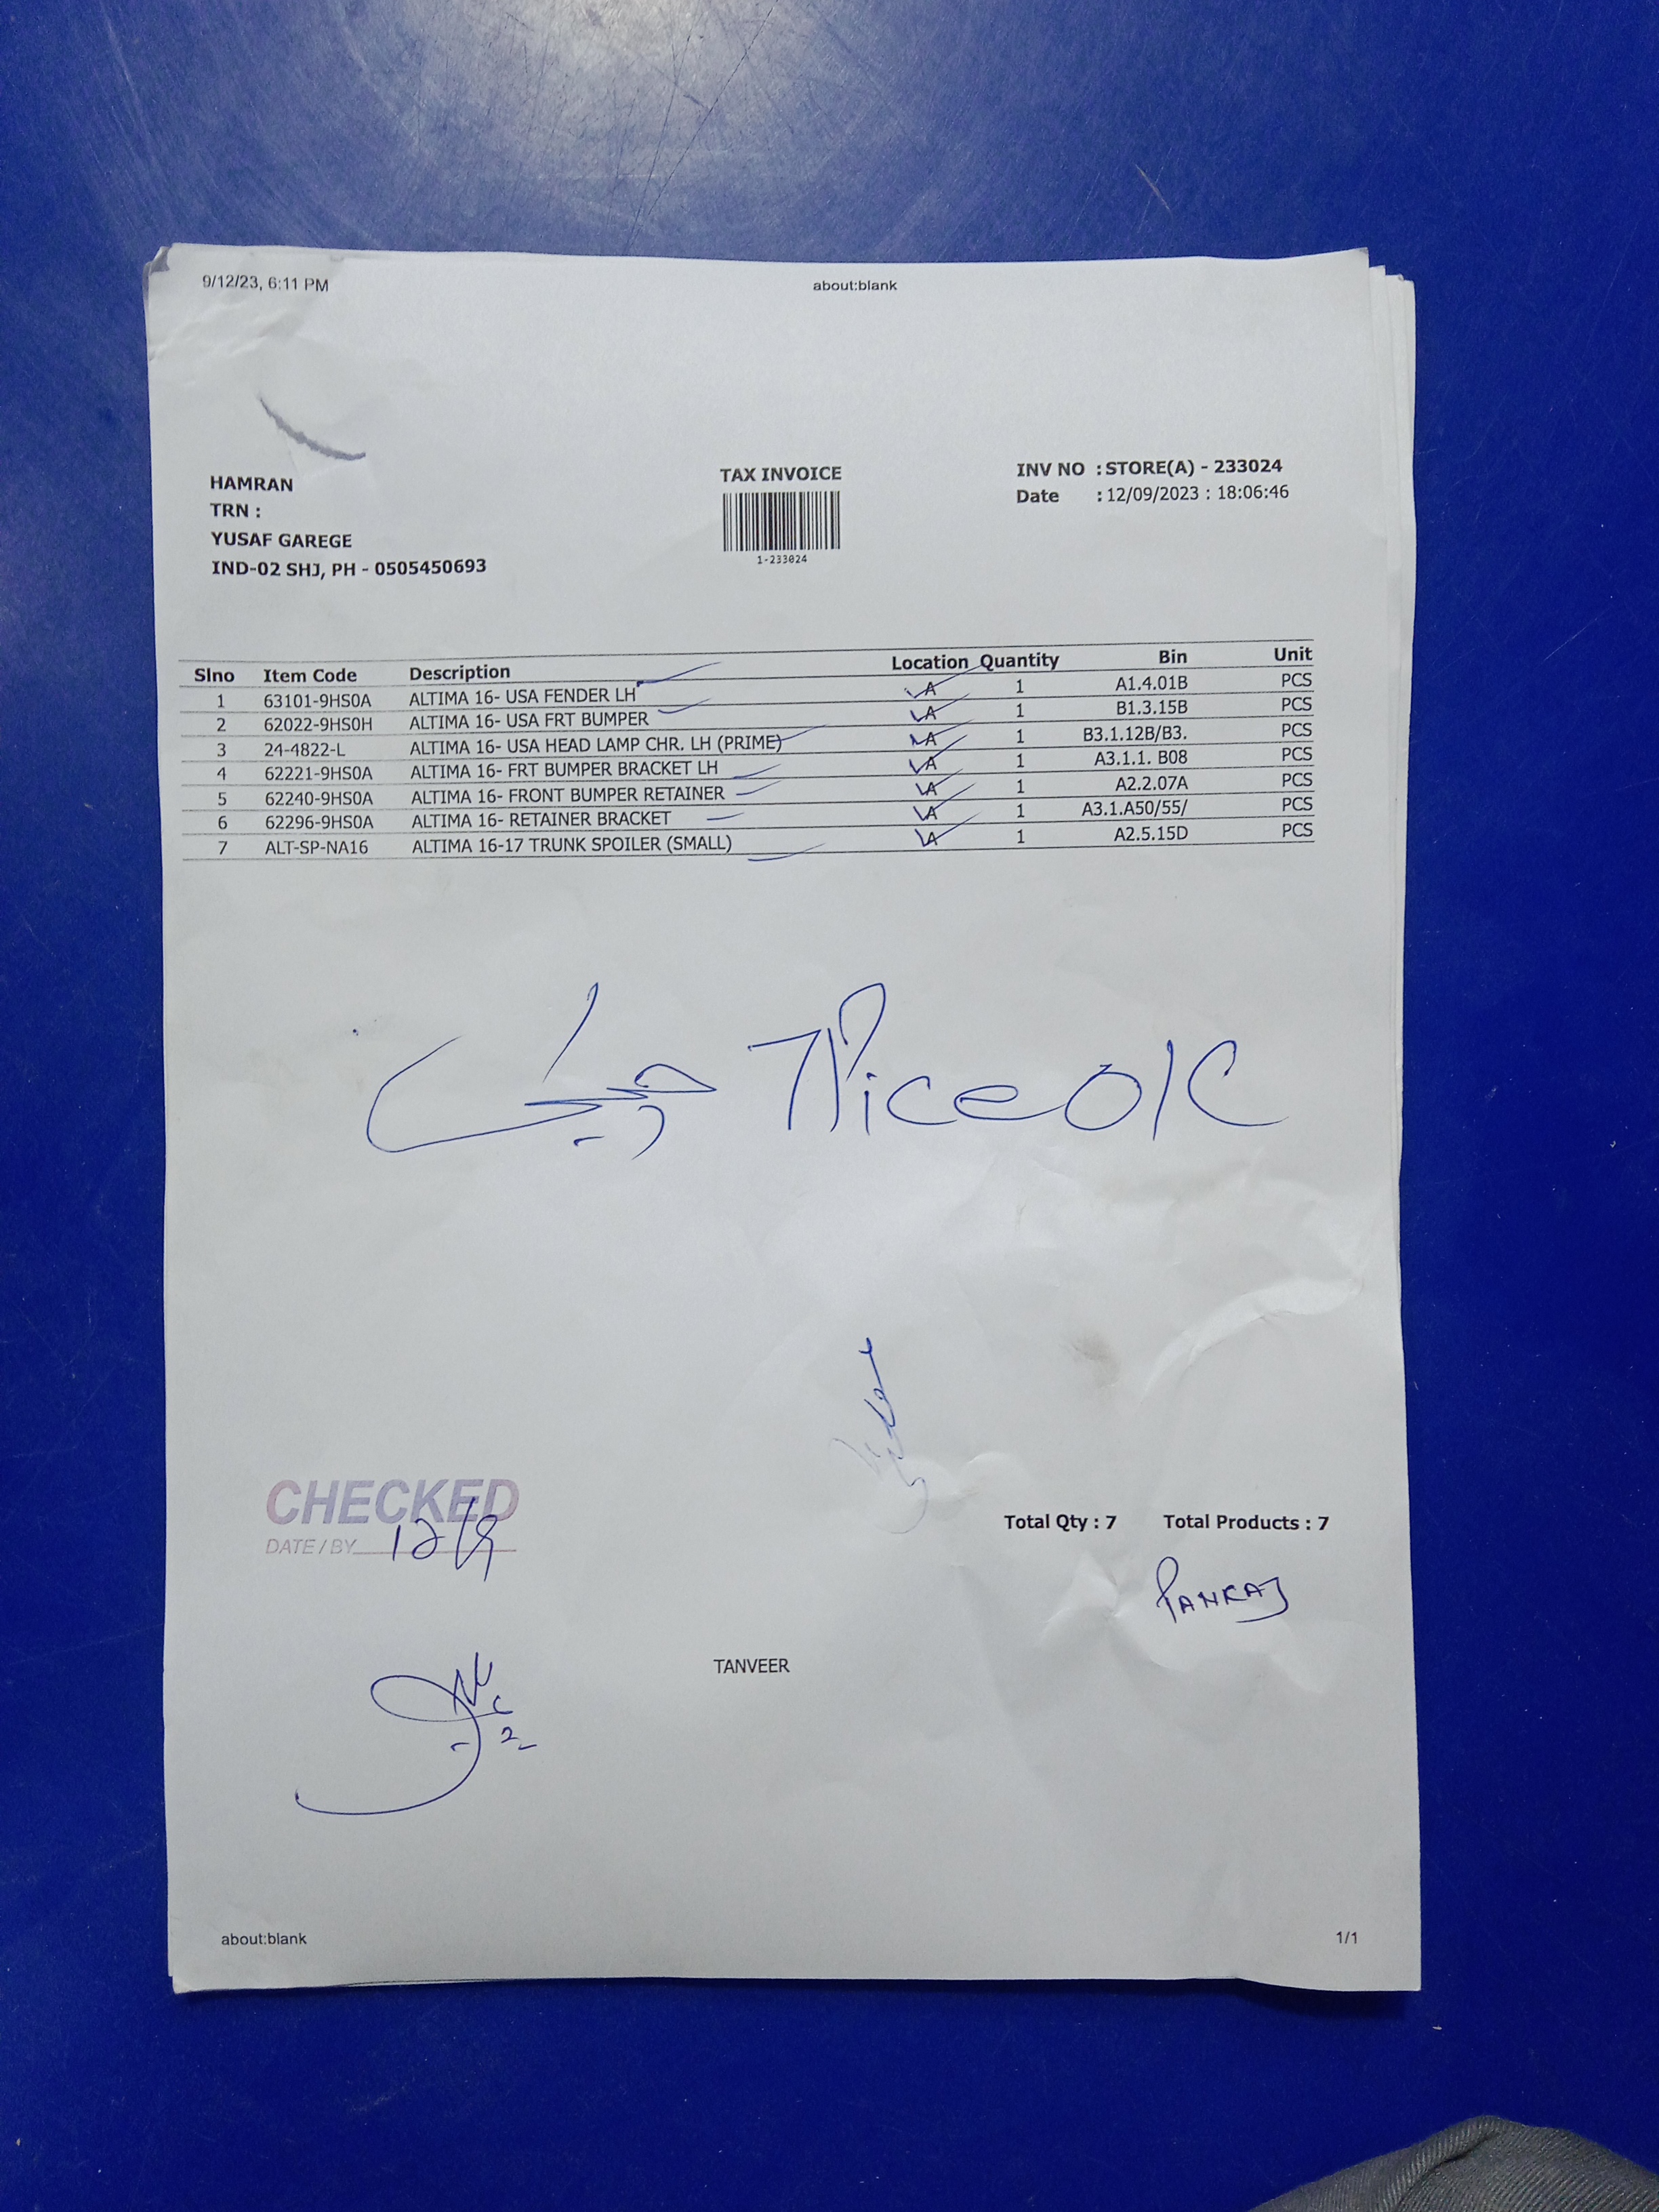 9/12/23, 6:11 PM about:blank
HAMRAN
TRN :
YUSAF GAREGE
IND-02 SHJ, PH - 0505450693
TAX INVOICE
1-233024
INV NO : STORE(A) - 233024
Date : 12/09/2023 : 18:06:46
Slno Item Code Description Location Quantity Bin Unit
1 63101-9HS0A ALTIMA 16- USA FENDER LH A 1 A1.4.01B PCS
2 62022-9HS0H ALTIMA 16- USA FRT BUMPER A 1 B1.3.15B PCS
3 24-4822-L ALTIMA 16- USA HEAD LAMP CHR. LH (PRIME) A 1 B3.1.12B/B3. PCS
4 62221-9HS0A ALTIMA 16- FRT BUMPER BRACKET LH A 1 A3.1.1. B08 PCS
5 62240-9HS0A ALTIMA 16- FRONT BUMPER RETAINER A 1 A2.2.07A PCS
6 62296-9HS0A ALTIMA 16- RETAINER BRACKET A 1 A3.1.A50/55/ PCS
7 ALT-SP-NA16 ALTIMA 16-17 TRUNK SPOILER (SMALL) A 1 A2.5.15D PCS
7 Pice OK
CHECKED
DATE / BY 12/9
Total Qty : 7 Total Products : 7
PANKAJ
TANVEER
about:blank 1/1